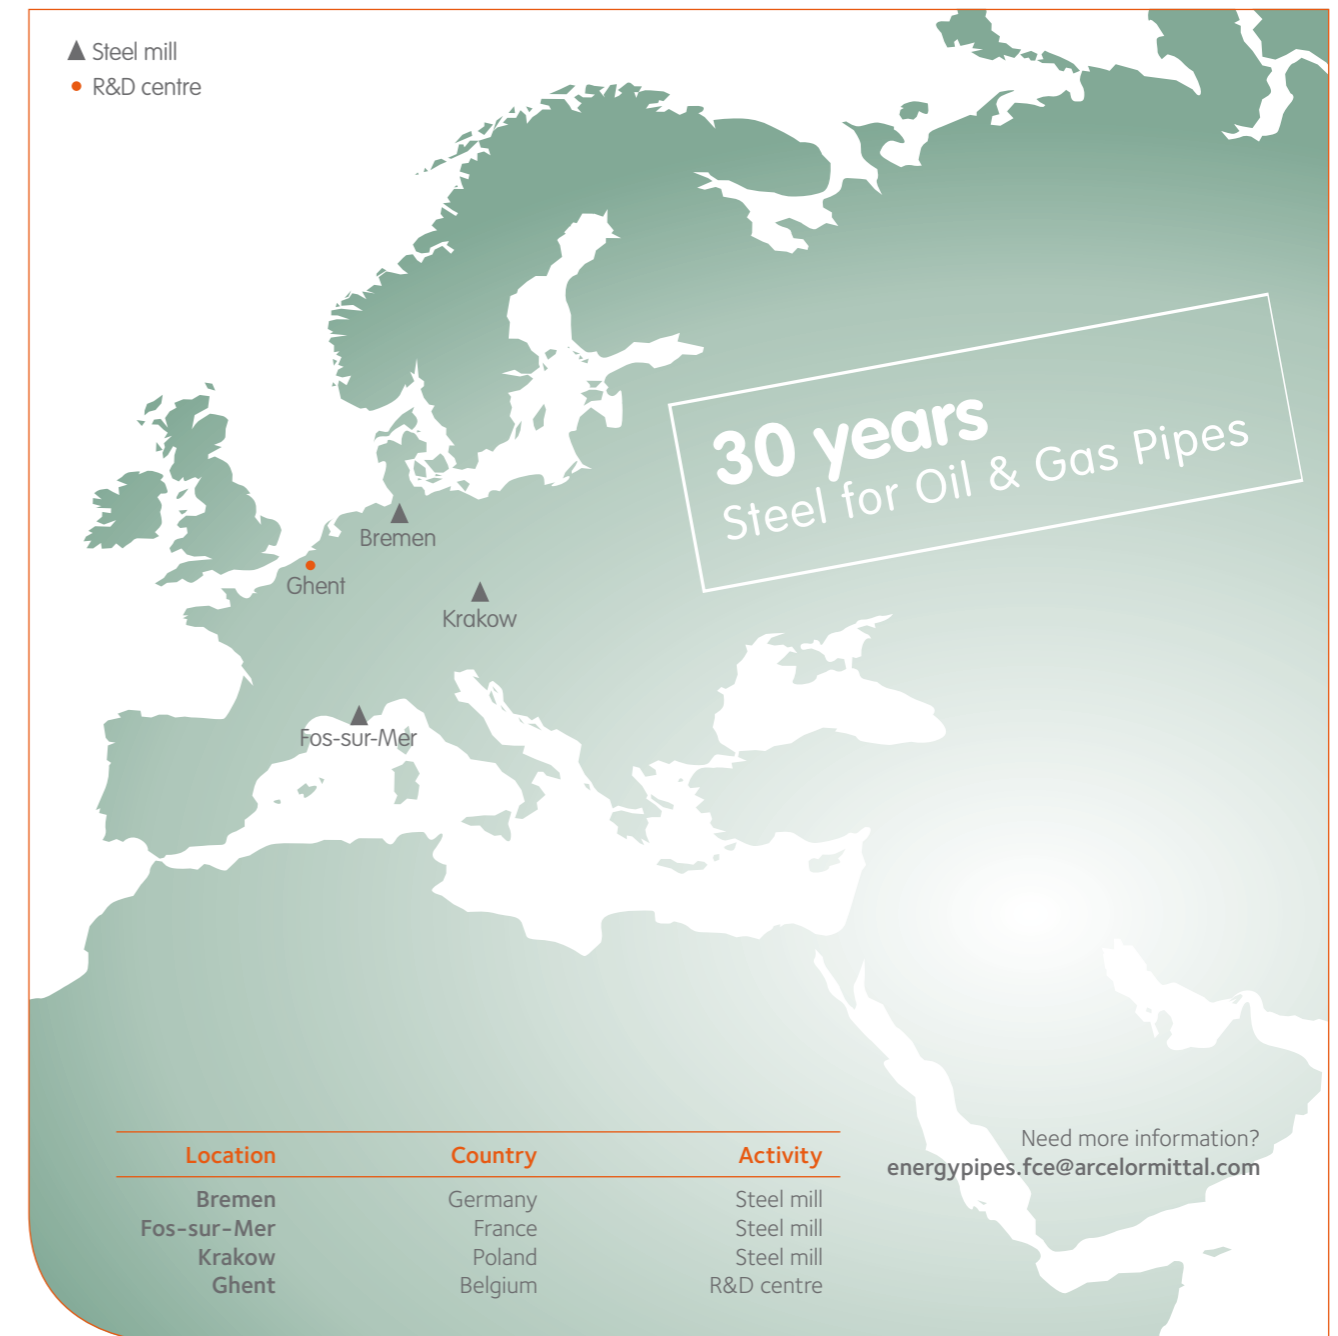 Steel mill
R&D centre
30 years
Steel for Oil & Gas Pipes
Bremen
Ghent
Krakow
Fos-sur-Mer
Need more information?
energypipes.fce@arcelormittal.com
Location Country Activity
Bremen Germany Steel mill
Fos-sur-Mer France Steel mill
Krakow Poland Steel mill
Ghent Belgium R&D centre